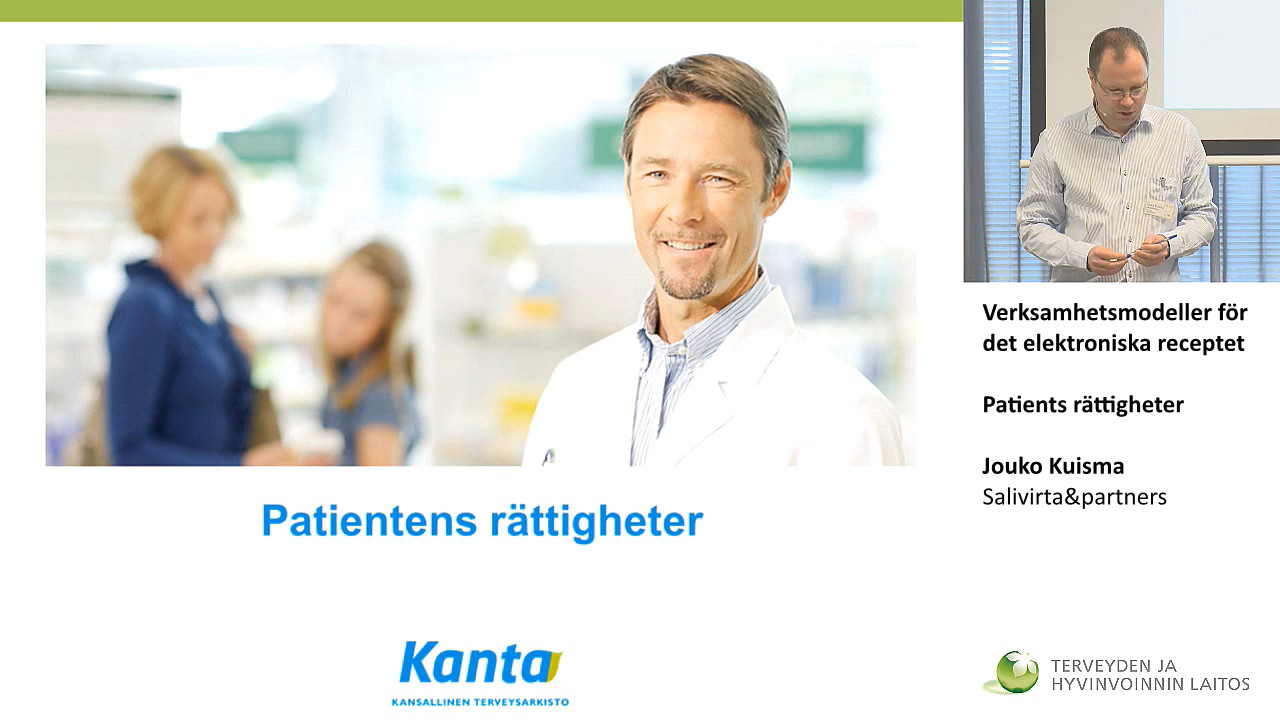 Patientens rättigheter
Kanta
KANSALLINEN TERVEYSARKISTO
Verksamhetsmodeller för
det elektroniska receptet
Patients rättigheter
Jouko Kuisma
Salivirta&partners
TERVEYDEN JA
HYVINVOINNIN LAITOS